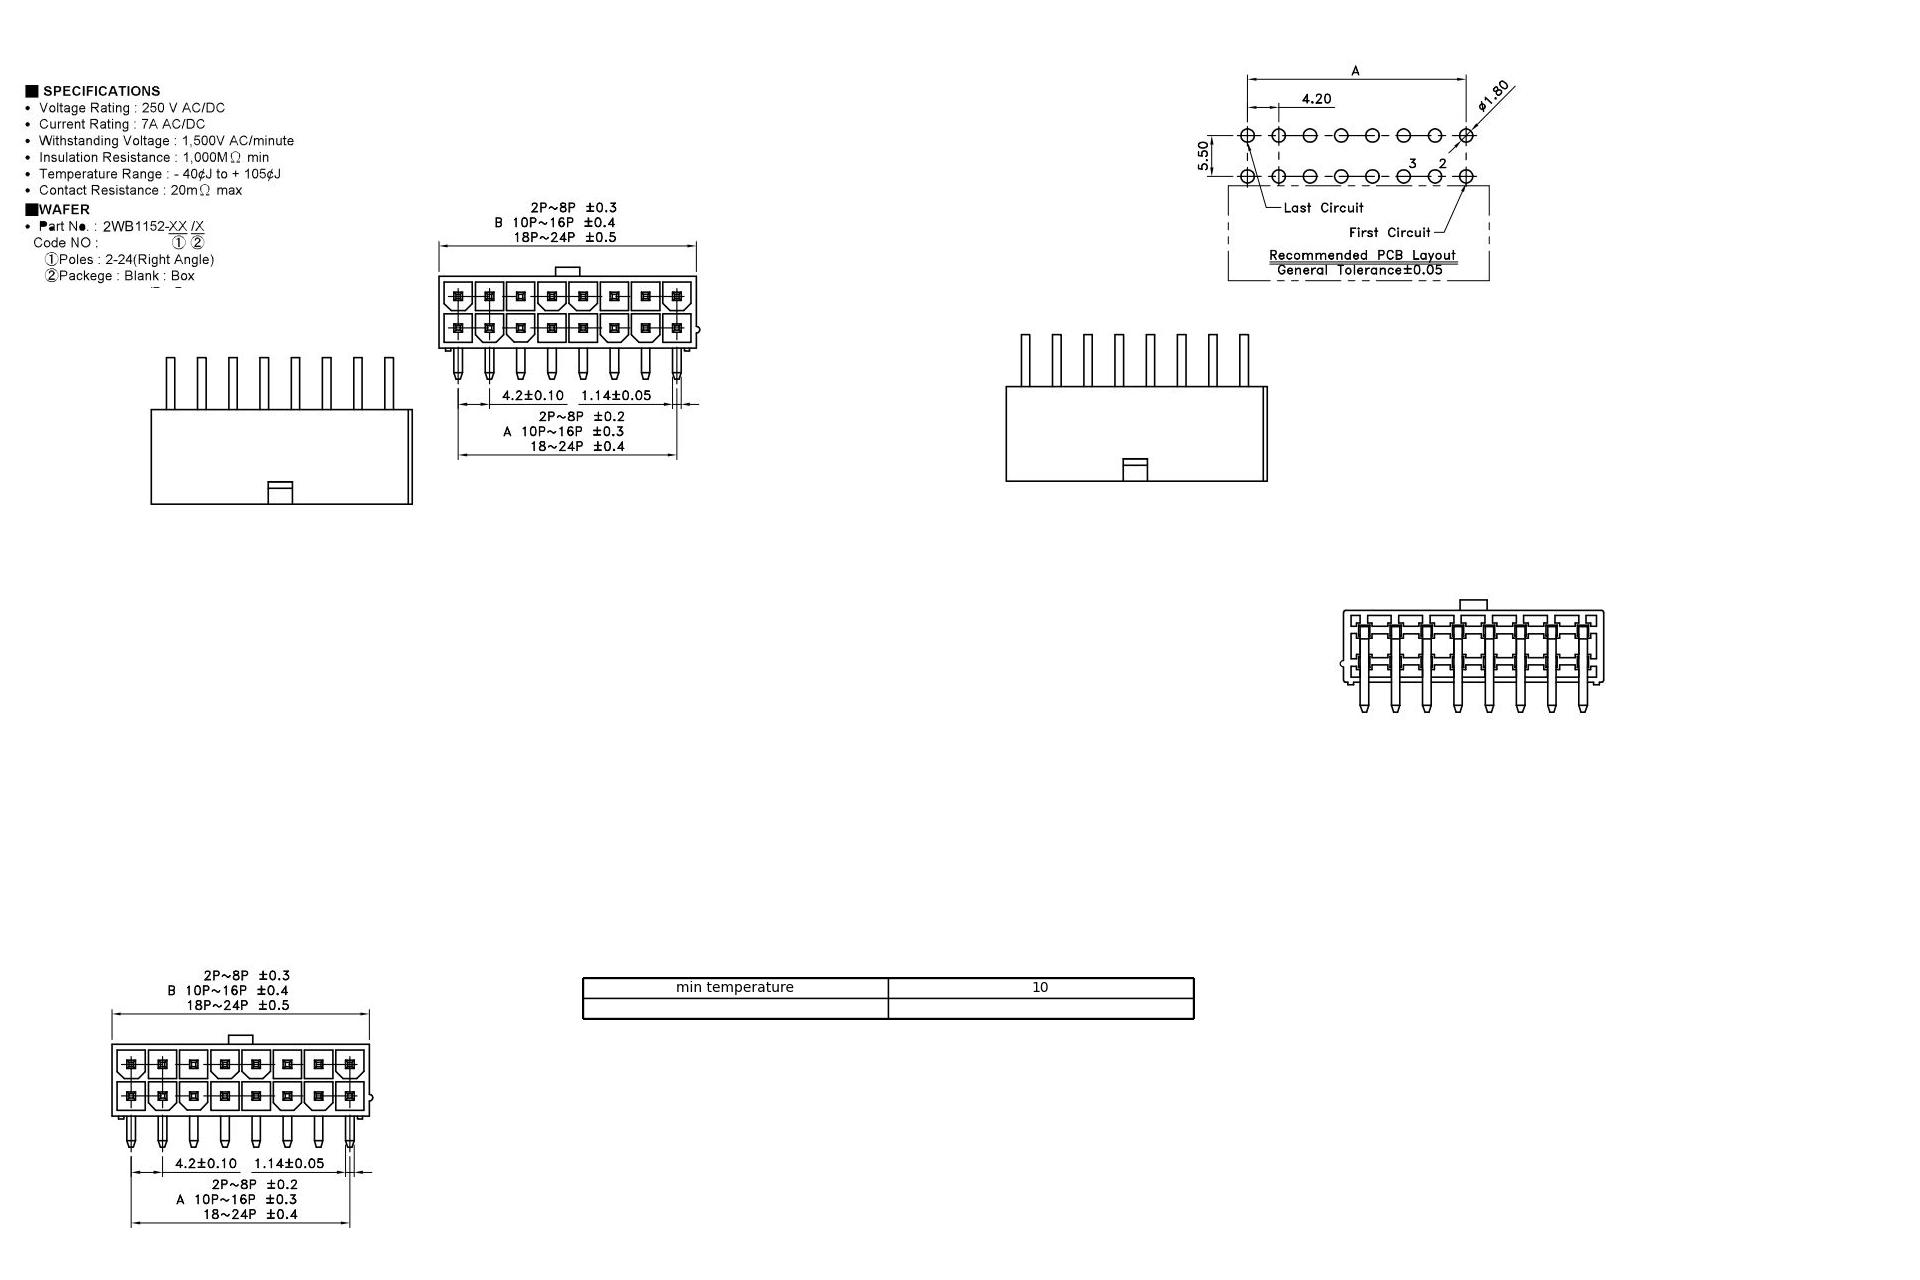 ■ SPECIFICATIONS
• Voltage Rating : 250 V AC/DC
• Current Rating : 7A AC/DC
• Withstanding Voltage : 1,500V AC/minute
• Insulation Resistance : 1,000MΩ min
• Temperature Range : - 40¢J to + 105¢J
• Contact Resistance : 20mΩ max
■WAFER
• Part No. : 2WB1152-XX /X
Code NO : ① ②
①Poles : 2-24(Right Angle)
②Packege : Blank : Box
2P~8P ±0.3
B 10P~16P ±0.4
18P~24P ±0.5
4.2±0.10 1.14±0.05
2P~8P ±0.2
A 10P~16P ±0.3
18~24P ±0.4
A
4.20
ø1.80
5.50
3 2
Last Circuit
First Circuit
Recommended PCB Layout
General Tolerance±0.05
2P~8P ±0.3
B 10P~16P ±0.4
18P~24P ±0.5
4.2±0.10 1.14±0.05
2P~8P ±0.2
A 10P~16P ±0.3
18~24P ±0.4
min temperature 10